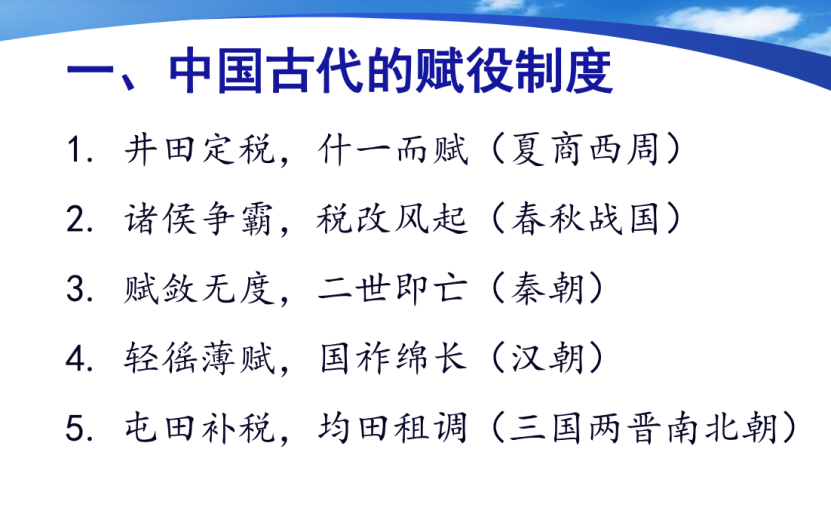 一、中国古代的赋役制度
1. 井田定税，什一而赋（夏商西周）
2. 诸侯争霸，税改风起（春秋战国）
3. 赋敛无度，二世即亡（秦朝）
4. 轻徭薄赋，国祚绵长（汉朝）
5. 屯田补税，均田租调（三国两晋南北朝）